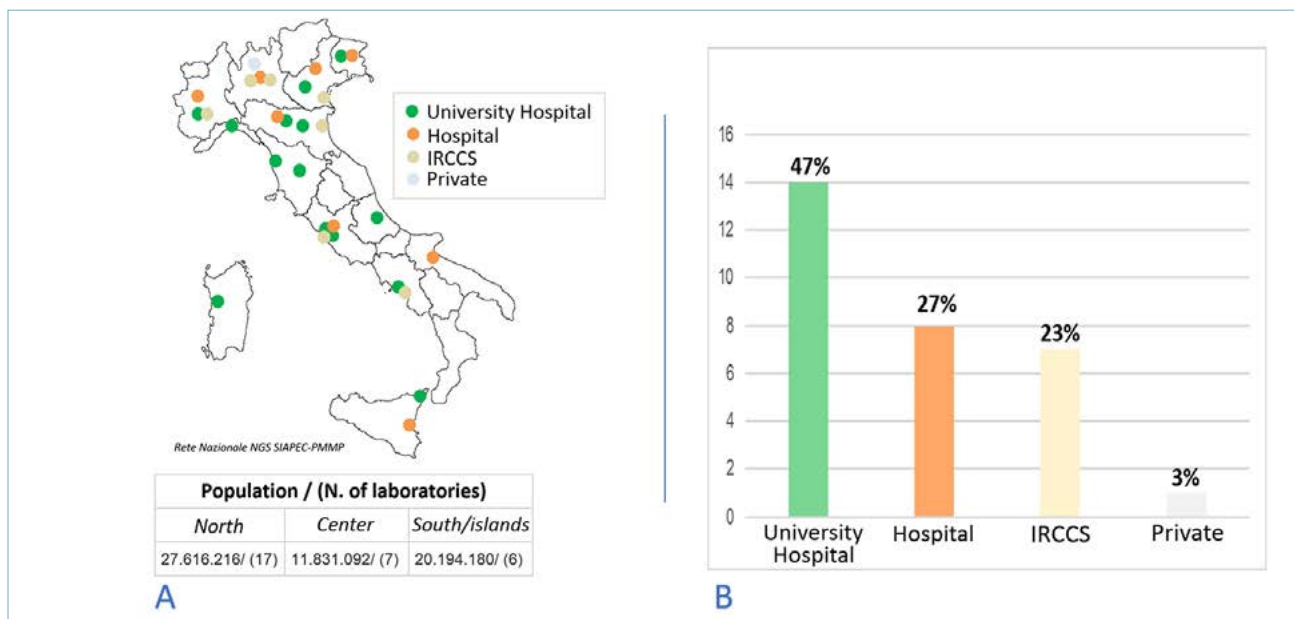 University Hospital
Hospital
IRCCS
Private
Rete Nazionale NGS SIAPEC-PMMP
Population / (N. of laboratories)
North Center South/islands
27.616.216/ (17) 11.831.092/ (7) 20.194.180/ (6)
A
16
14
12
10
8
6
4
2
0
47%
27%
23%
3%
University Hospital
Hospital
IRCCS
Private
B